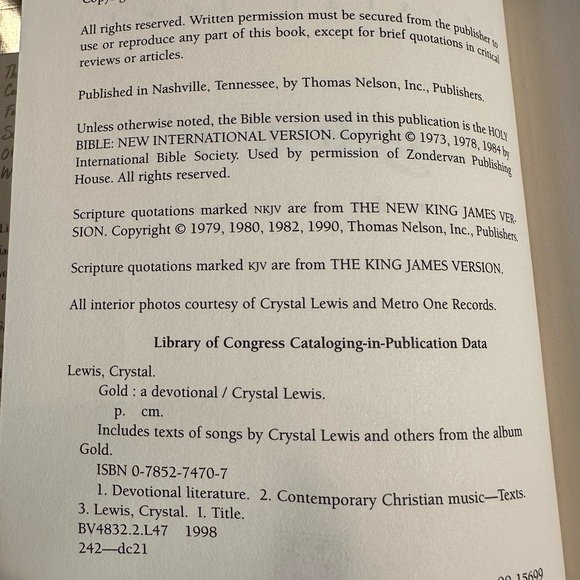 All rights reserved. Written permission must be secured from the publisher to
use or reproduce any part of this book, except for brief quotations in critical
reviews or articles.
Published in Nashville, Tennessee, by Thomas Nelson, Inc., Publishers.
Unless otherwise noted, the Bible version used in this publication is the HOLY
BIBLE: NEW INTERNATIONAL VERSION. Copyright © 1973, 1978, 1984 by
International Bible Society. Used by permission of Zondervan Publishing
House. All rights reserved.
Scripture quotations marked NKJV are from THE NEW KING JAMES VER-
SION. Copyright © 1979, 1980, 1982, 1990, Thomas Nelson, Inc., Publishers.
Scripture quotations marked KJV are from THE KING JAMES VERSION.
All interior photos courtesy of Crystal Lewis and Metro One Records.
Library of Congress Cataloging-in-Publication Data
Lewis, Crystal.
Gold : a devotional / Crystal Lewis.
p. cm.
Includes texts of songs by Crystal Lewis and others from the album
Gold.
ISBN 0-7852-7470-7
1. Devotional literature. 2. Contemporary Christian music—Texts.
3. Lewis, Crystal. I. Title.
BV4832.2.L47 1998
242—dc21